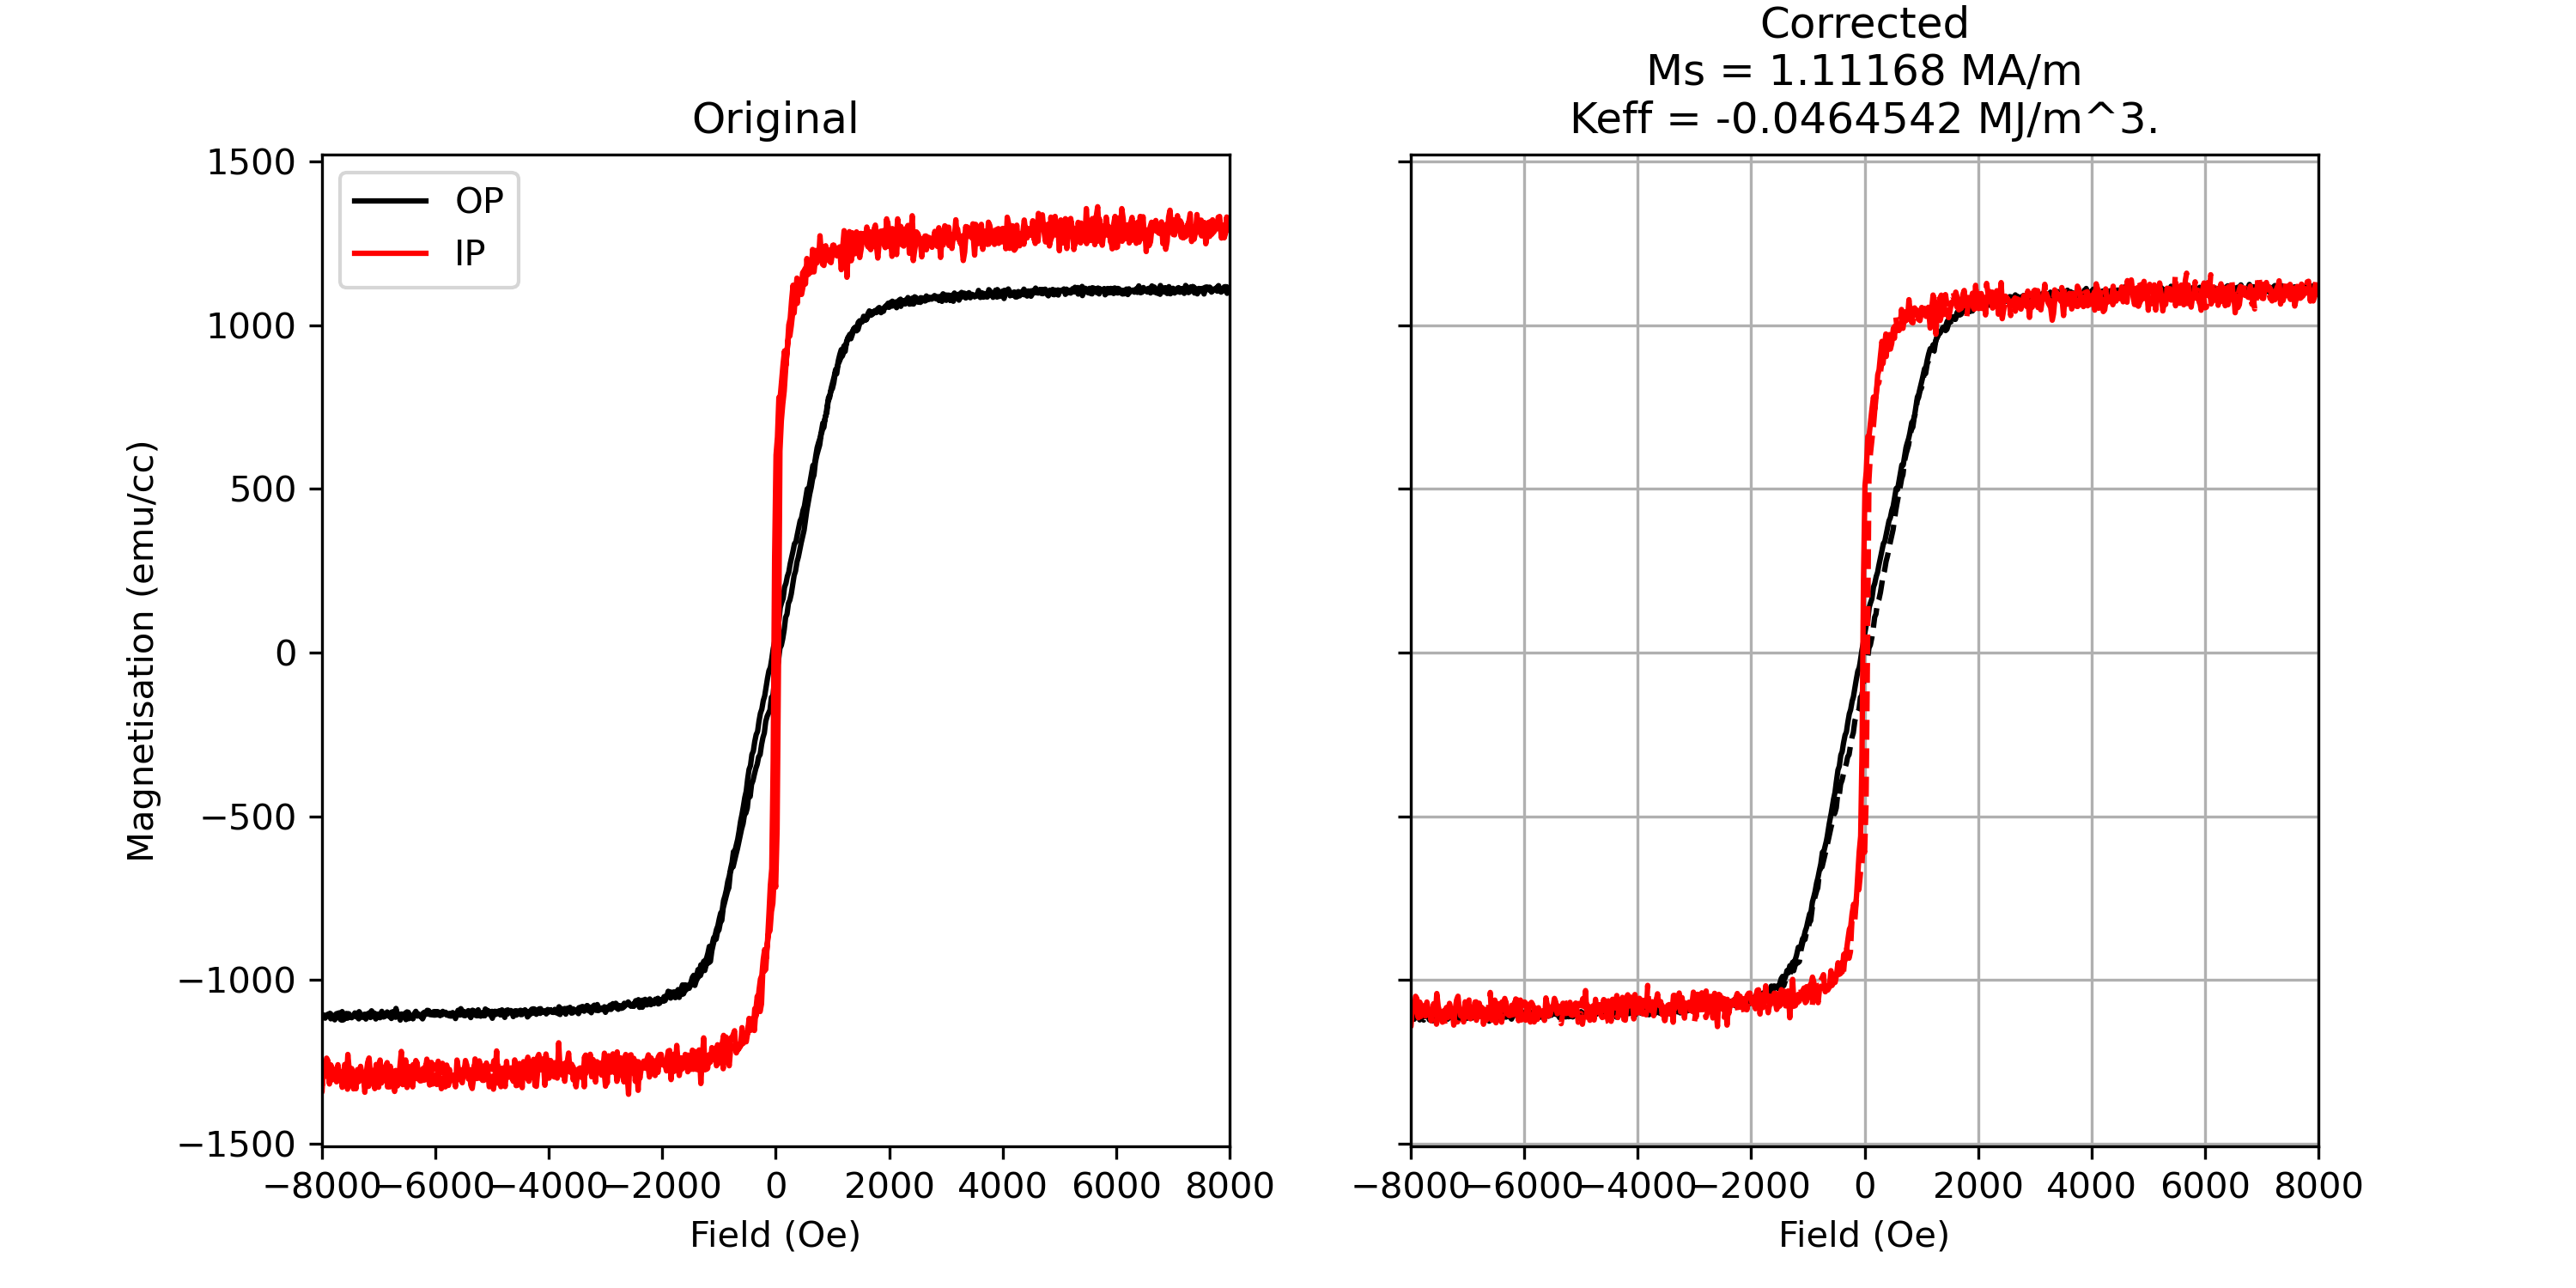 Original
OP
IP
1500
1000
500
0
−500
−1000
−1500
Magnetisation (emu/cc)
−8000 −6000 −4000 −2000 0 2000 4000 6000 8000
Field (Oe)
Corrected
Ms = 1.11168 MA/m
Keff = -0.0464542 MJ/m^3.
−8000 −6000 −4000 −2000 0 2000 4000 6000 8000
Field (Oe)